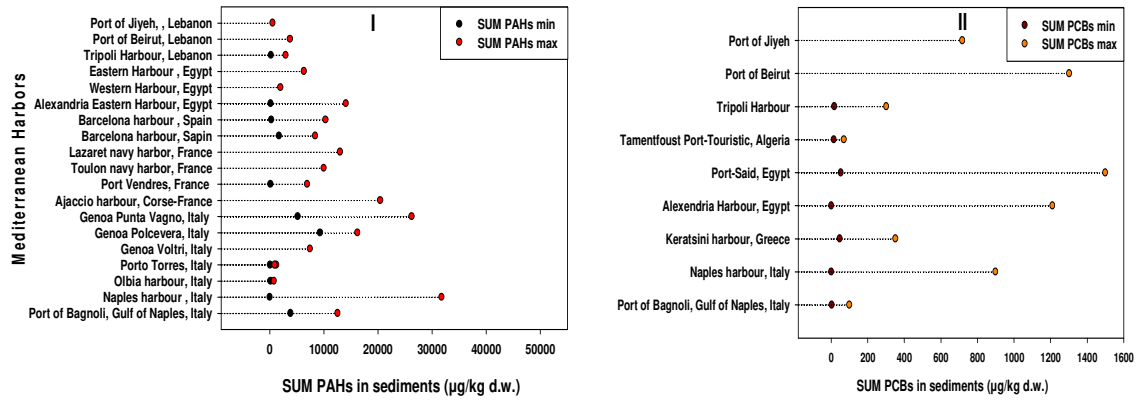 I
SUM PAHs min
SUM PAHs max
Mediterranean Harbors
Port of Jiyeh, , Lebanon
Port of Beirut, Lebanon
Tripoli Harbour, Lebanon
Eastern Harbour , Egypt
Western Harbour, Egypt
Alexandria Eastern Harbour, Egypt
Barcelona harbour, Spain
Barcelona harbour, Sapin
Lazaret navy harbor, France
Toulon navy harbor, France
Port Vendres, France
Ajaccio harbour, Corse-France
Genoa Punta Vagno, Italy
Genoa Polcevera, Italy
Genoa Voltri, Italy
Porto Torres, Italy
Olbia harbour, Italy
Naples harbour , Italy
Port of Bagnoli, Gulf of Naples, Italy
0 10000 20000 30000 40000 50000
SUM PAHs in sediments (µg/kg d.w.)
II
SUM PCBs min
SUM PCBs max
Port of Jiyeh
Port of Beirut
Tripoli Harbour
Tamentfoust Port-Touristic, Algeria
Port-Said, Egypt
Alexendria Harbour, Egypt
Keratsini harbour, Greece
Naples harbour, Italy
Port of Bagnoli, Gulf of Naples, Italy
0 200 400 600 800 1000 1200 1400 1600
SUM PCBs in sediments (µg/kg d.w.)